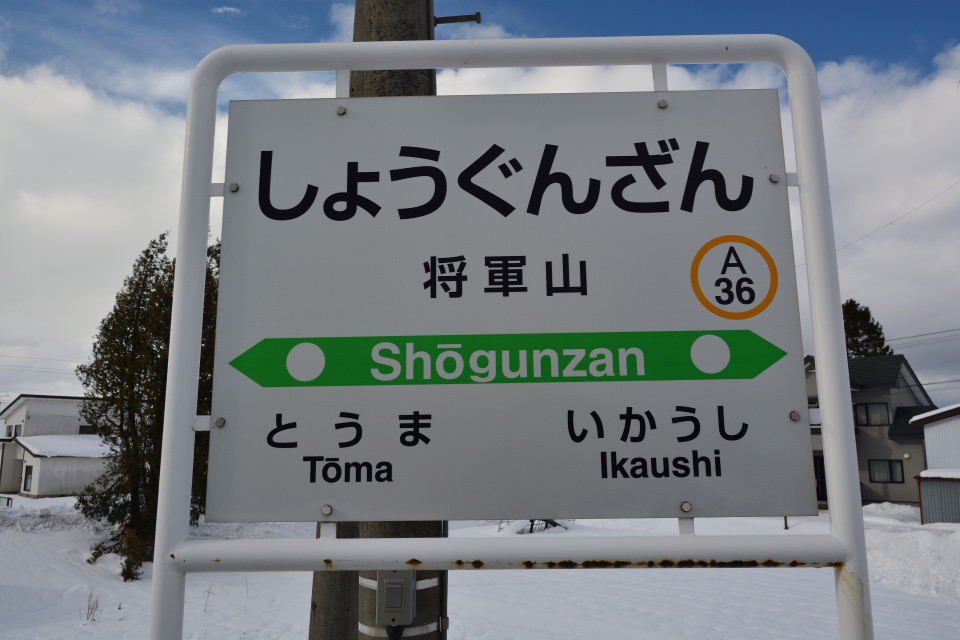 しょうぐんざん
将軍山
A
36
Shōgunzan
とうま
いかうし
Tōma
Ikaushi